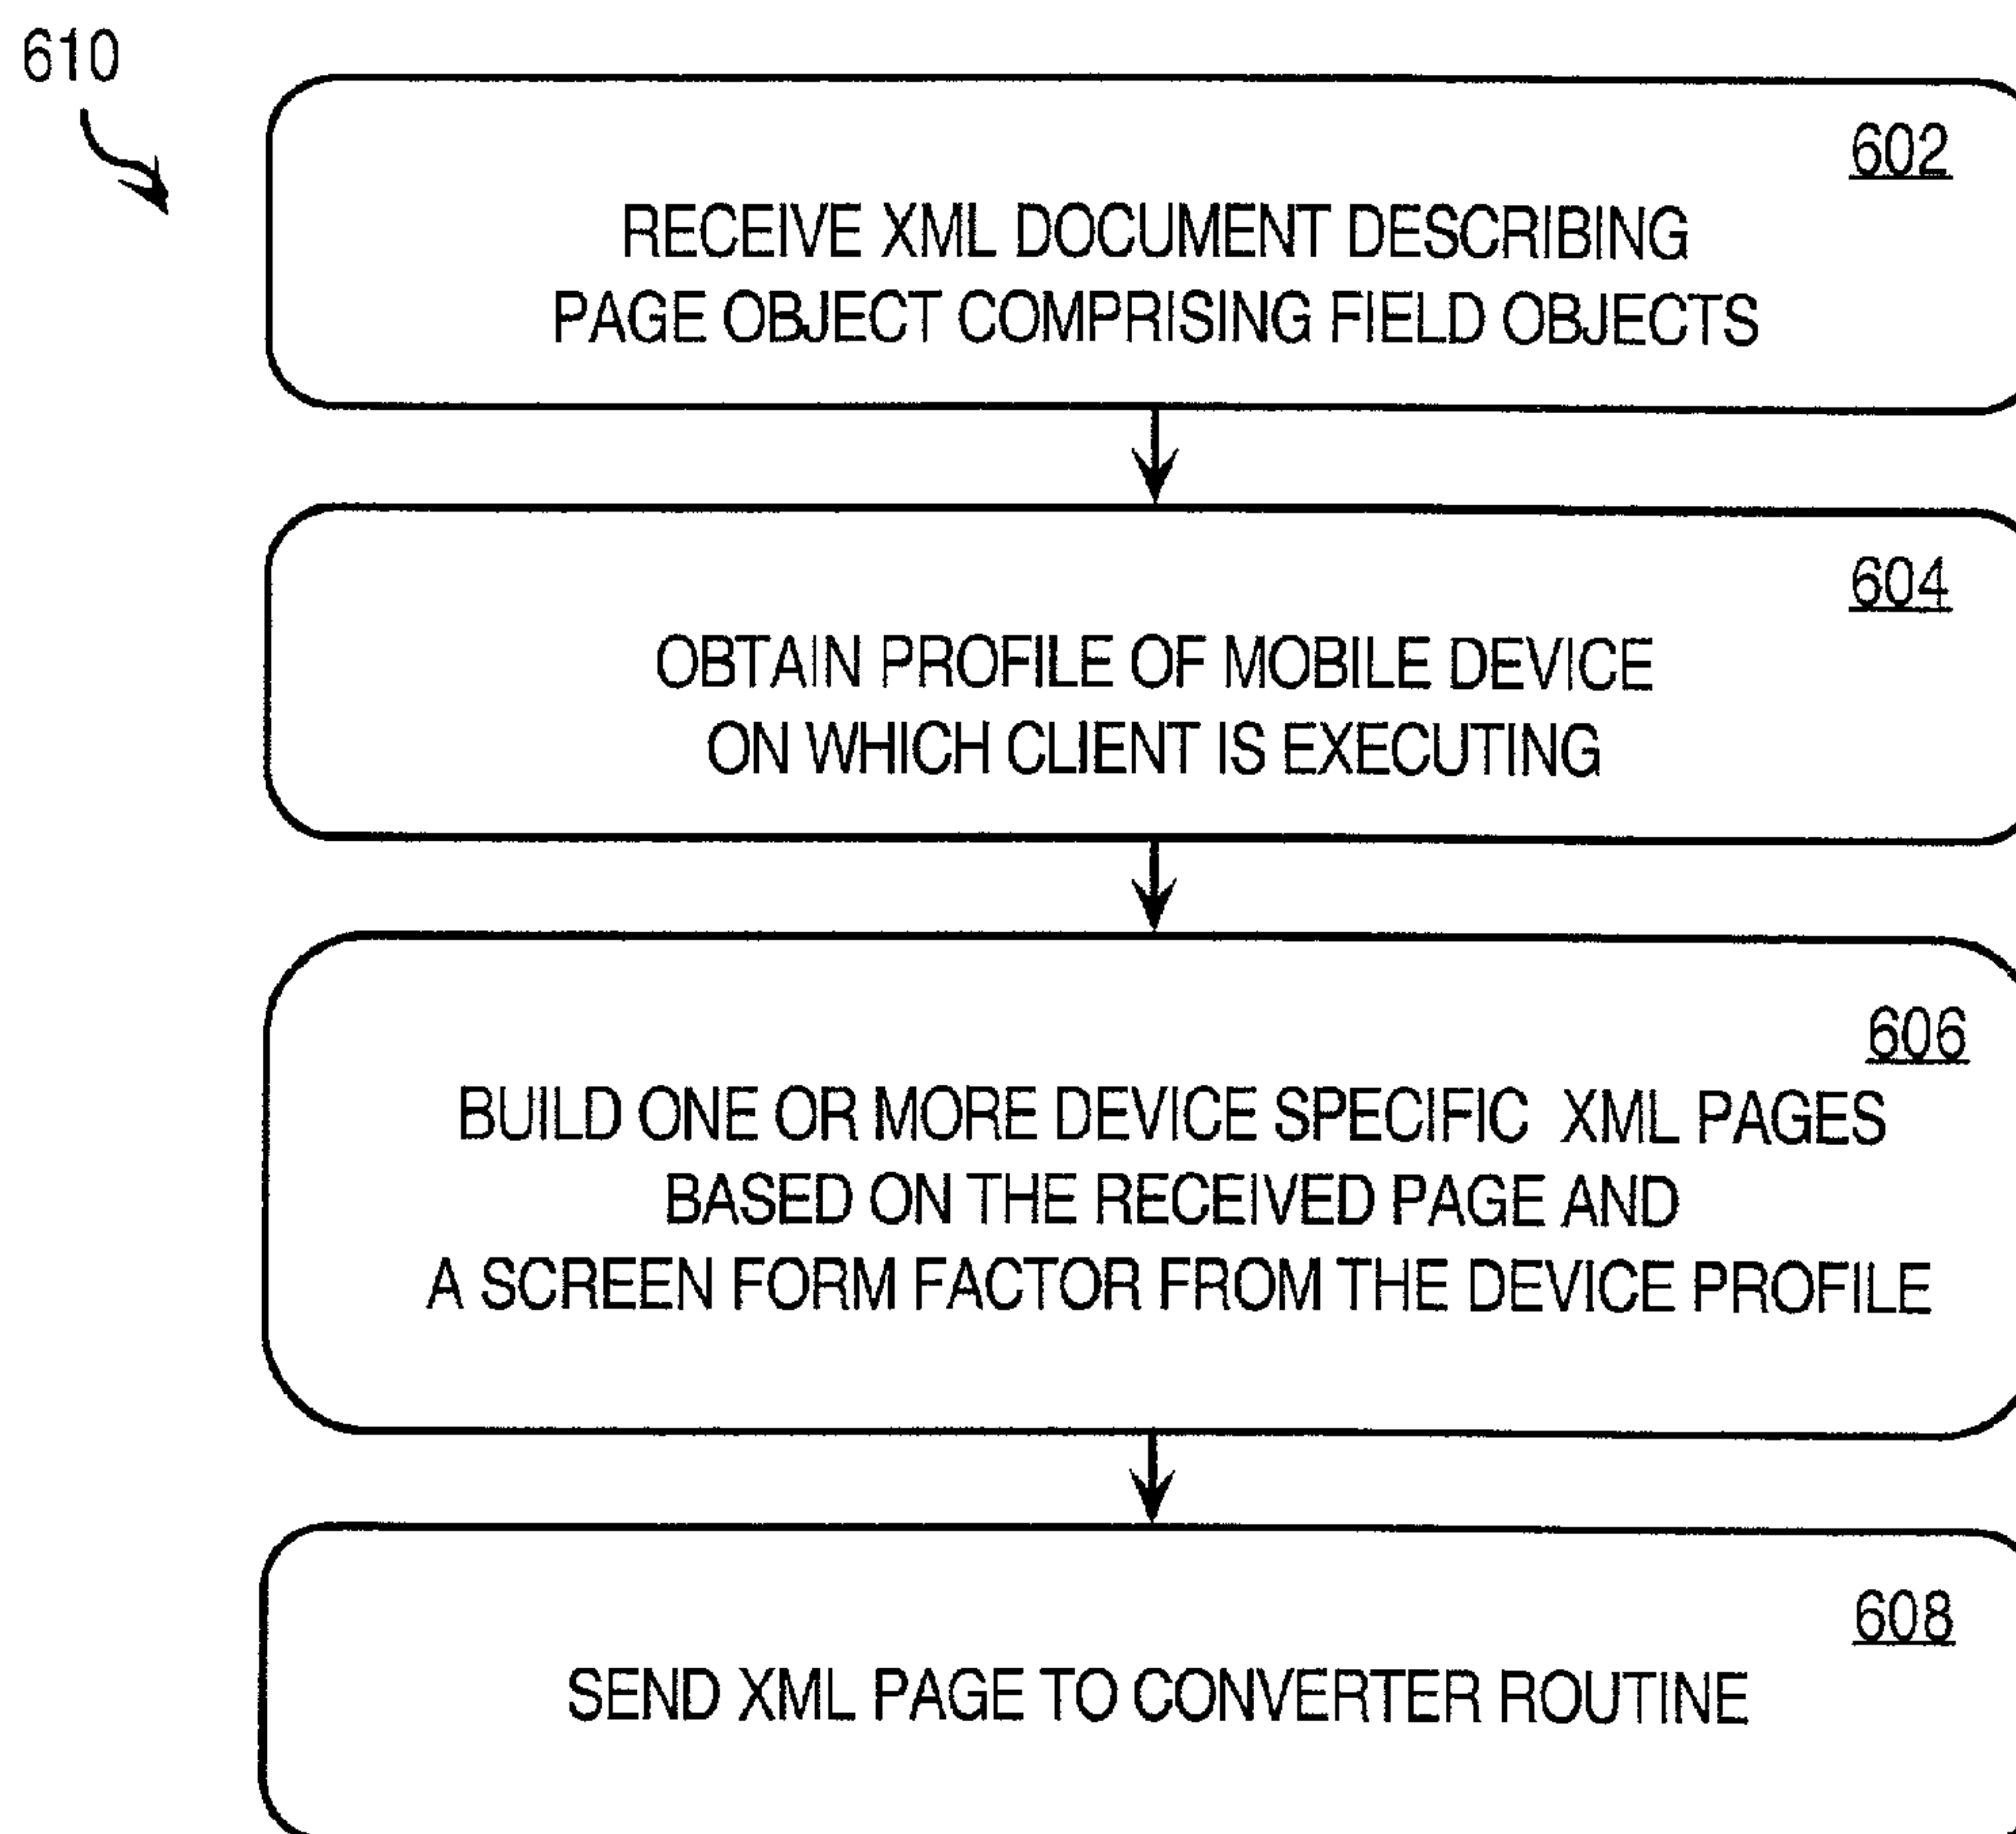 610
602
RECEIVE XML DOCUMENT DESCRIBING
PAGE OBJECT COMPRISING FIELD OBJECTS
604
OBTAIN PROFILE OF MOBILE DEVICE
ON WHICH CLIENT IS EXECUTING
606
BUILD ONE OR MORE DEVICE SPECIFIC XML PAGES
BASED ON THE RECEIVED PAGE AND
A SCREEN FORM FACTOR FROM THE DEVICE PROFILE
608
SEND XML PAGE TO CONVERTER ROUTINE